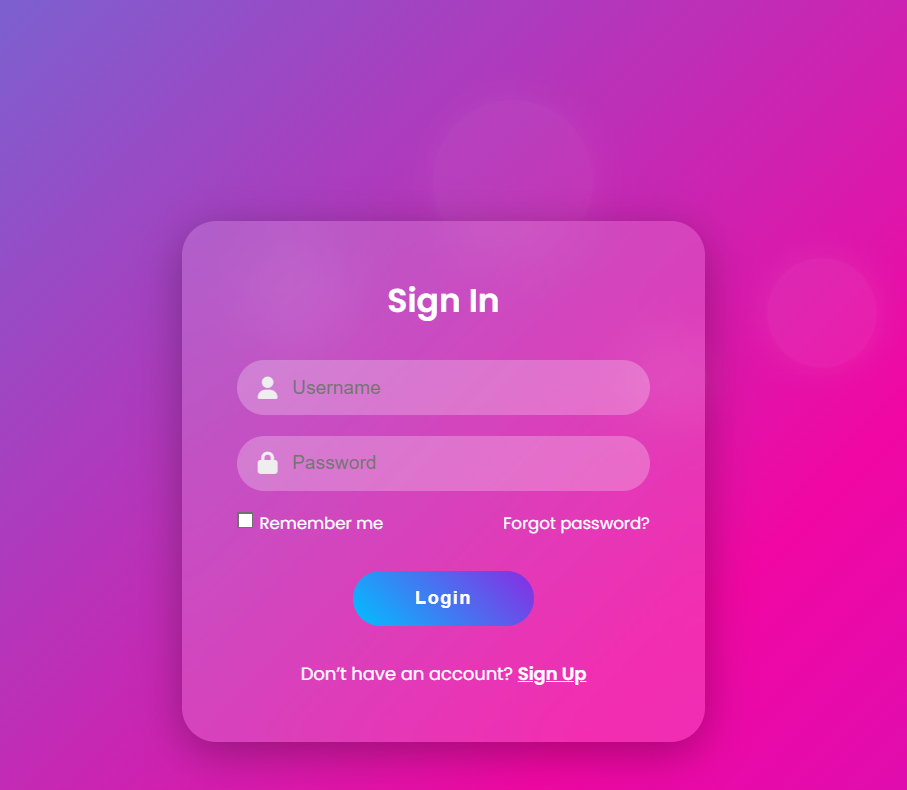 Sign In
Username
Password
Remember me Forgot password?
Login
Don’t have an account? Sign Up